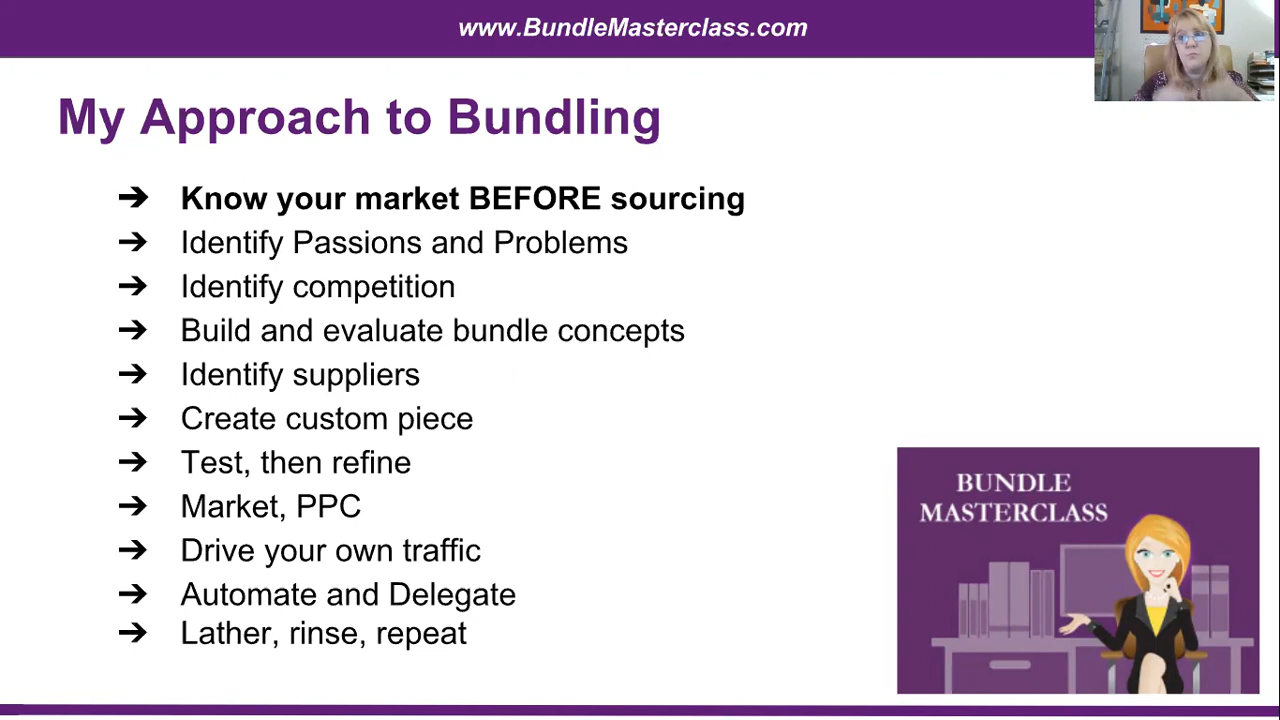 www.BundleMasterclass.com
My Approach to Bundling
➔ Know your market BEFORE sourcing
➔ Identify Passions and Problems
➔ Identify competition
➔ Build and evaluate bundle concepts
➔ Identify suppliers
➔ Create custom piece
➔ Test, then refine
➔ Market, PPC
➔ Drive your own traffic
➔ Automate and Delegate
➔ Lather, rinse, repeat
BUNDLE
MASTERCLASS